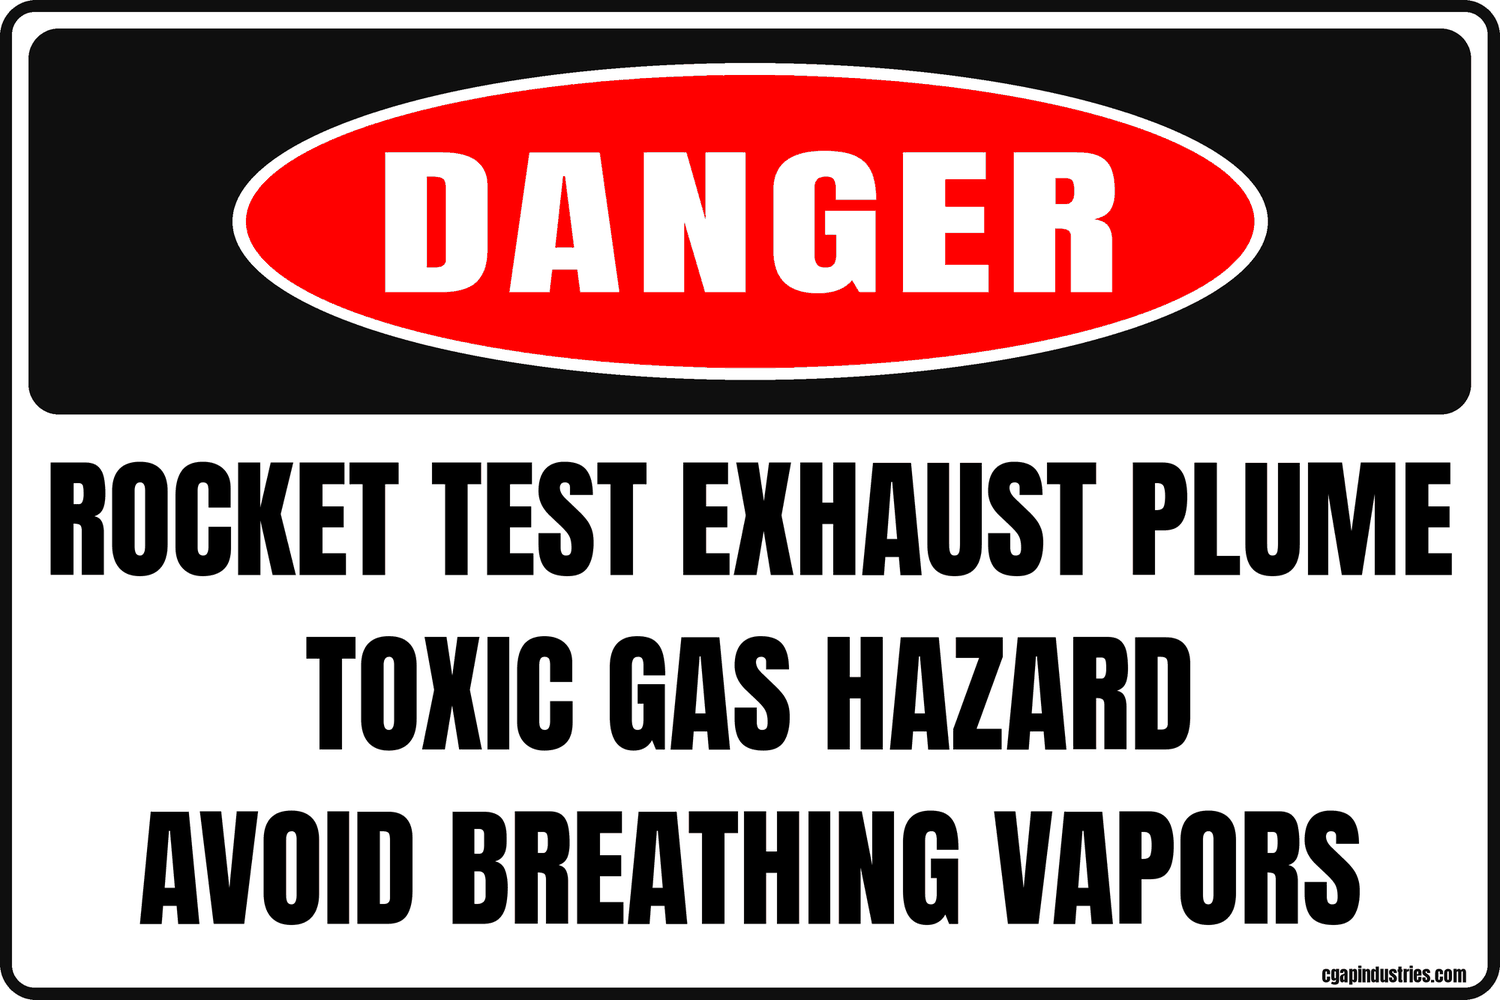 DANGER
ROCKET TEST EXHAUST PLUME
TOXIC GAS HAZARD
AVOID BREATHING VAPORS
cgapindustries.com